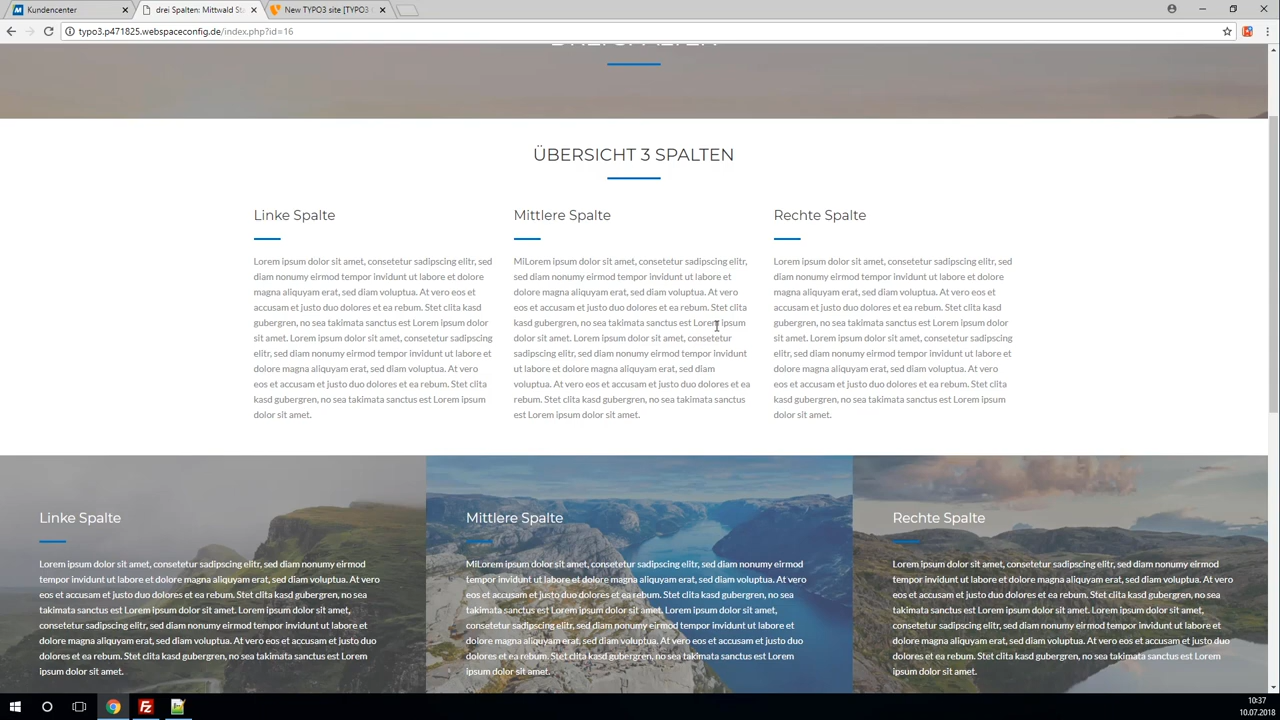 Kundencenter
drei Spalten: Mittwald Sta
New TYPO3 site [TYPO3
typo3.p471825.webspaceconfig.de/index.php?id=16
ÜBERSICHT 3 SPALTEN
Linke Spalte
Lorem ipsum dolor sit amet, consetetur sadipscing elitr, sed
diam nonumy eirmod tempor invidunt ut labore et dolore
magna aliquyam erat, sed diam voluptua. At vero eos et
accusam et justo duo dolores et ea rebum. Stet clita kasd
gubergren, no sea takimata sanctus est Lorem ipsum dolor
sit amet. Lorem ipsum dolor sit amet, consetetur sadipscing
elitr, sed diam nonumy eirmod tempor invidunt ut labore et
dolore magna aliquyam erat, sed diam voluptua. At vero
eos et accusam et justo duo dolores et ea rebum. Stet clita
kasd gubergren, no sea takimata sanctus est Lorem ipsum
dolor sit amet.
Mittlere Spalte
MiLorem ipsum dolor sit amet, consetetur sadipscing elitr,
sed diam nonumy eirmod tempor invidunt ut labore et
dolore magna aliquyam erat, sed diam voluptua. At vero
eos et accusam et justo duo dolores et ea rebum. Stet clita
kasd gubergren, no sea takimata sanctus est Lorem ipsum
dolor sit amet. Lorem ipsum dolor sit amet, consetetur
sadipscing elitr, sed diam nonumy eirmod tempor invidunt
ut labore et dolore magna aliquyam erat, sed diam
voluptua. At vero eos et accusam et justo duo dolores et ea
rebum. Stet clita kasd gubergren, no sea takimata sanctus
est Lorem ipsum dolor sit amet.
Rechte Spalte
Lorem ipsum dolor sit amet, consetetur sadipscing elitr, sed
diam nonumy eirmod tempor invidunt ut labore et dolore
magna aliquyam erat, sed diam voluptua. At vero eos et
accusam et justo duo dolores et ea rebum. Stet clita kasd
gubergren, no sea takimata sanctus est Lorem ipsum dolor
sit amet. Lorem ipsum dolor sit amet, consetetur sadipscing
elitr, sed diam nonumy eirmod tempor invidunt ut labore et
dolore magna aliquyam erat, sed diam voluptua. At vero
eos et accusam et justo duo dolores et ea rebum. Stet clita
kasd gubergren, no sea takimata sanctus est Lorem ipsum
dolor sit amet.
Linke Spalte
Lorem ipsum dolor sit amet, consetetur sadipscing elitr, sed diam nonumy eirmod
tempor invidunt ut labore et dolore magna aliquyam erat, sed diam voluptua. At vero
eos et accusam et justo duo dolores et ea rebum. Stet clita kasd gubergren, no sea
takimata sanctus est Lorem ipsum dolor sit amet. Lorem ipsum dolor sit amet,
consetetur sadipscing elitr, sed diam nonumy eirmod tempor invidunt ut labore et
dolore magna aliquyam erat, sed diam voluptua. At vero eos et accusam et justo duo
dolores et ea rebum. Stet clita kasd gubergren, no sea takimata sanctus est Lorem
ipsum dolor sit amet.
Mittlere Spalte
MiLorem ipsum dolor sit amet, consetetur sadipscing elitr, sed diam nonumy eirmod
tempor invidunt ut labore et dolore magna aliquyam erat, sed diam voluptua. At vero
eos et accusam et justo duo dolores et ea rebum. Stet clita kasd gubergren, no sea
takimata sanctus est Lorem ipsum dolor sit amet. Lorem ipsum dolor sit amet,
consetetur sadipscing elitr, sed diam nonumy eirmod tempor invidunt ut labore et
dolore magna aliquyam erat, sed diam voluptua. At vero eos et accusam et justo duo
dolores et ea rebum. Stet clita kasd gubergren, no sea takimata sanctus est Lorem
ipsum dolor sit amet.
Rechte Spalte
Lorem ipsum dolor sit amet, consetetur sadipscing elitr, sed diam nonumy eirmod
tempor invidunt ut labore et dolore magna aliquyam erat, sed diam voluptua. At vero
eos et accusam et justo duo dolores et ea rebum. Stet clita kasd gubergren, no sea
takimata sanctus est Lorem ipsum dolor sit amet. Lorem ipsum dolor sit amet,
consetetur sadipscing elitr, sed diam nonumy eirmod tempor invidunt ut labore et
dolore magna aliquyam erat, sed diam voluptua. At vero eos et accusam et justo duo
dolores et ea rebum. Stet clita kasd gubergren, no sea takimata sanctus est Lorem
ipsum dolor sit amet.
10:37
10.07.2018